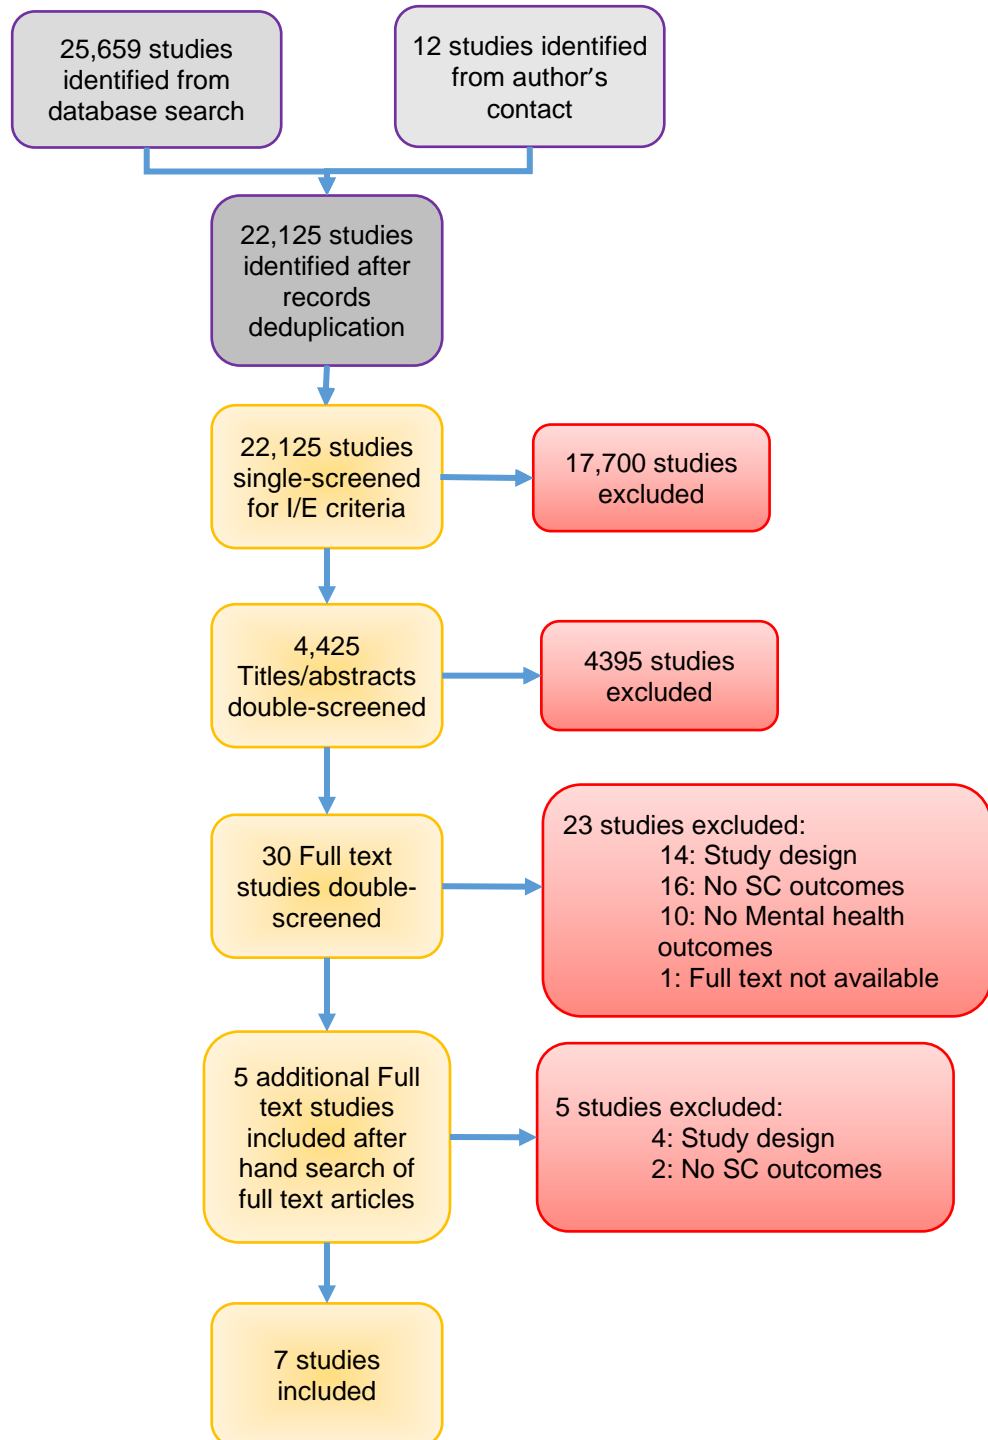 25,659 studies
identified from
database search
12 studies identified
from author's
contact
22,125 studies
identified after
records
deduplication
22,125 studies
single-screened
for I/E criteria
17,700 studies
excluded
4,425
Titles/abstracts
double-screened
4395 studies
excluded
30 Full text
studies double-
screened
23 studies excluded:
14: Study design
16: No SC outcomes
10: No Mental health
outcomes
1: Full text not available
5 additional Full
text studies
included after
hand search of
full text articles
5 studies excluded:
4: Study design
2: No SC outcomes
7 studies
included